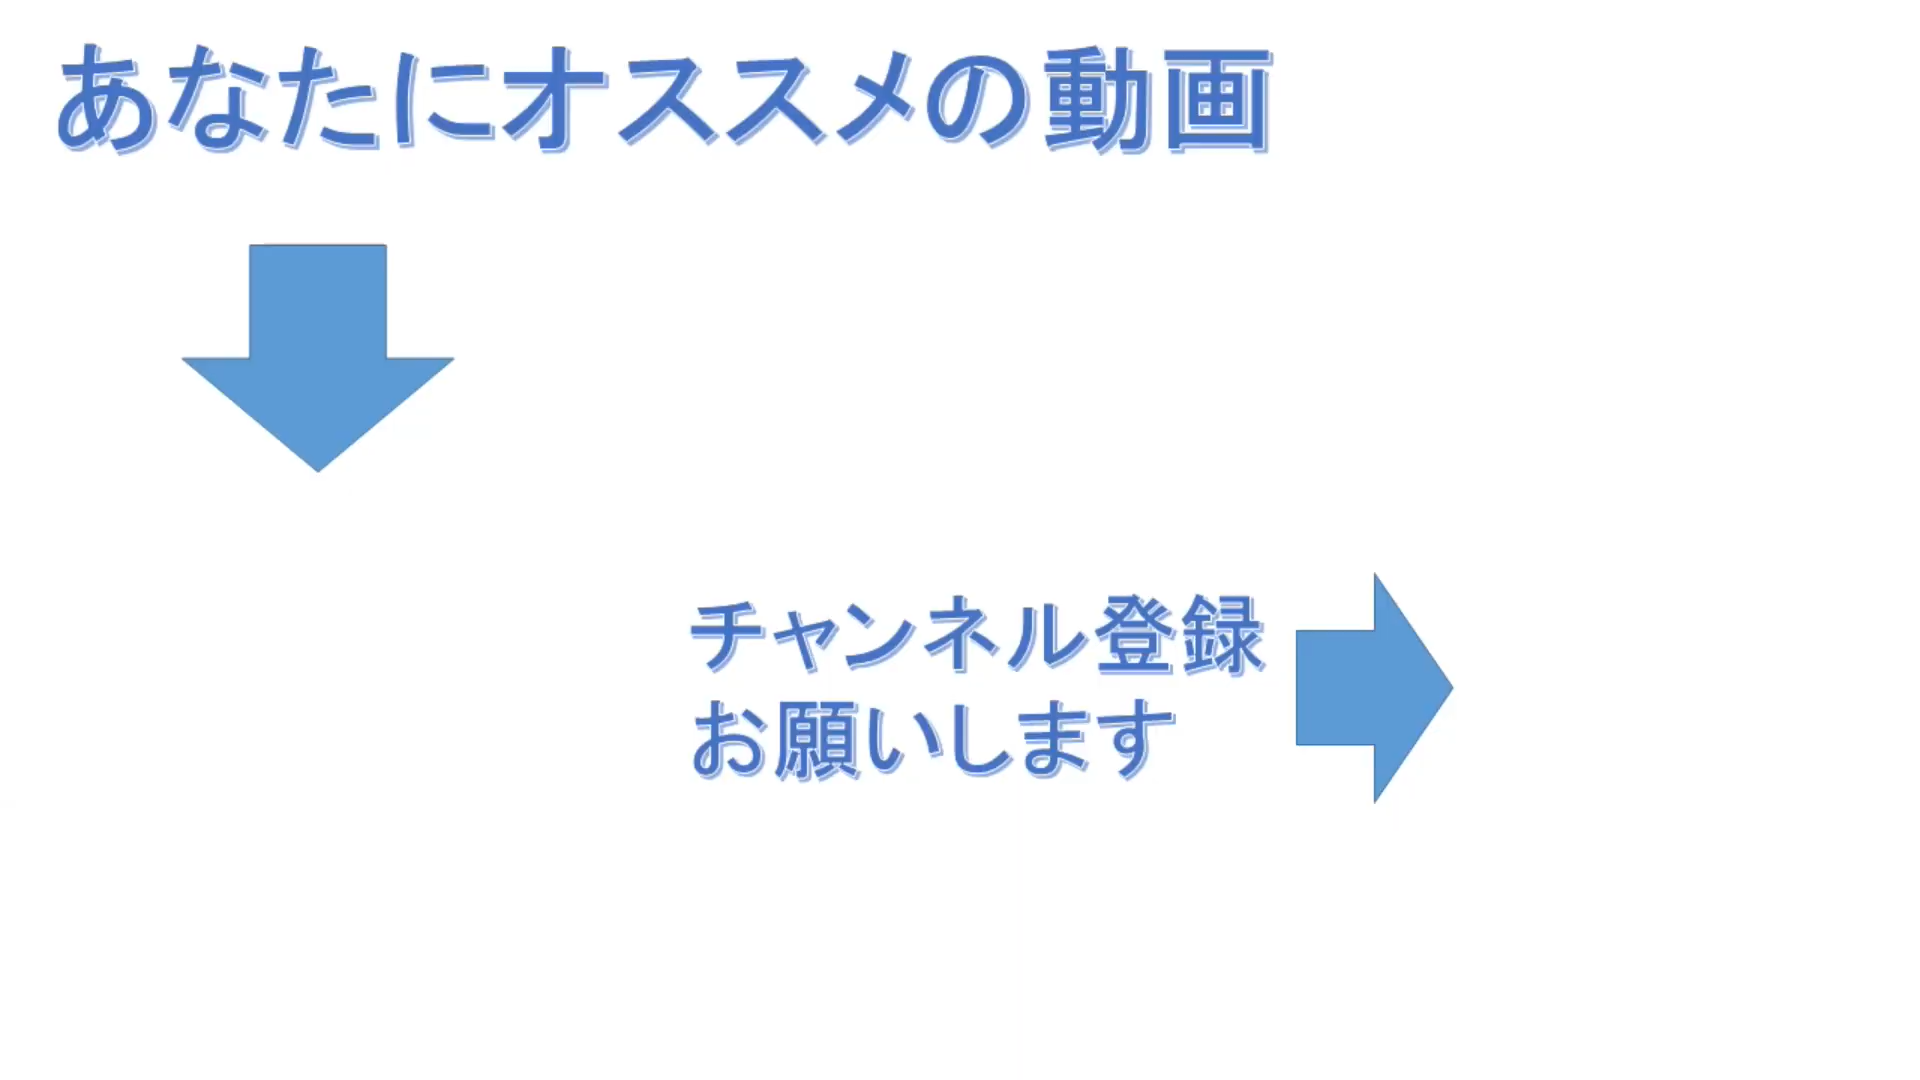 あなたにオススメの動画
チャンネル登録
お願いします